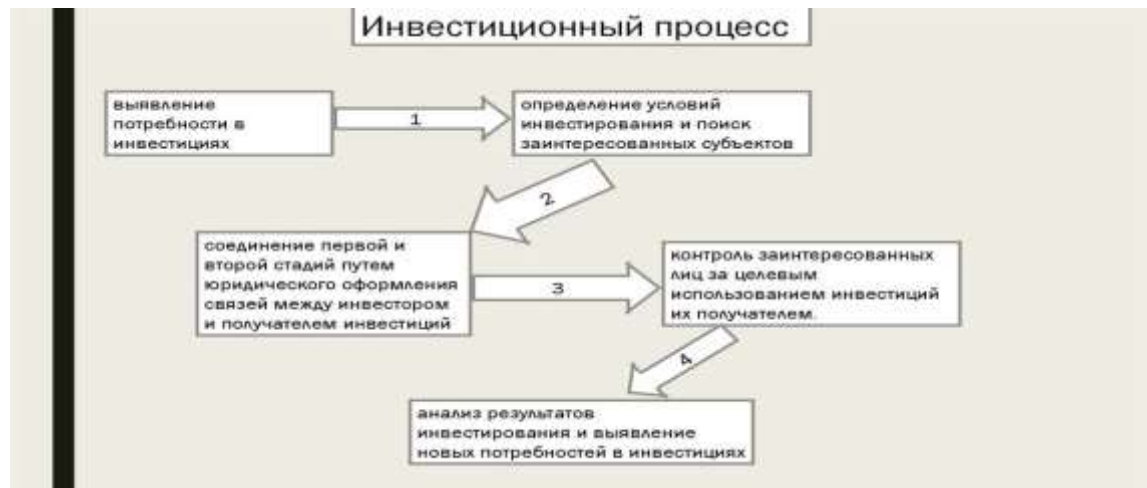 Инвестиционный процесс
выявление
потребности в
инвестициях
1
определение условий
инвестирования и поиск
заинтересованных субъектов
2
соединение первой и
второй стадий путем
юридического оформления
связей между инвестором
и получателем инвестиций
3
контроль заинтересованных
лиц за целевым
использованием инвестиций
их получателем.
4
анализ результатов
инвестирования и выявление
новых потребностей в инвестициях